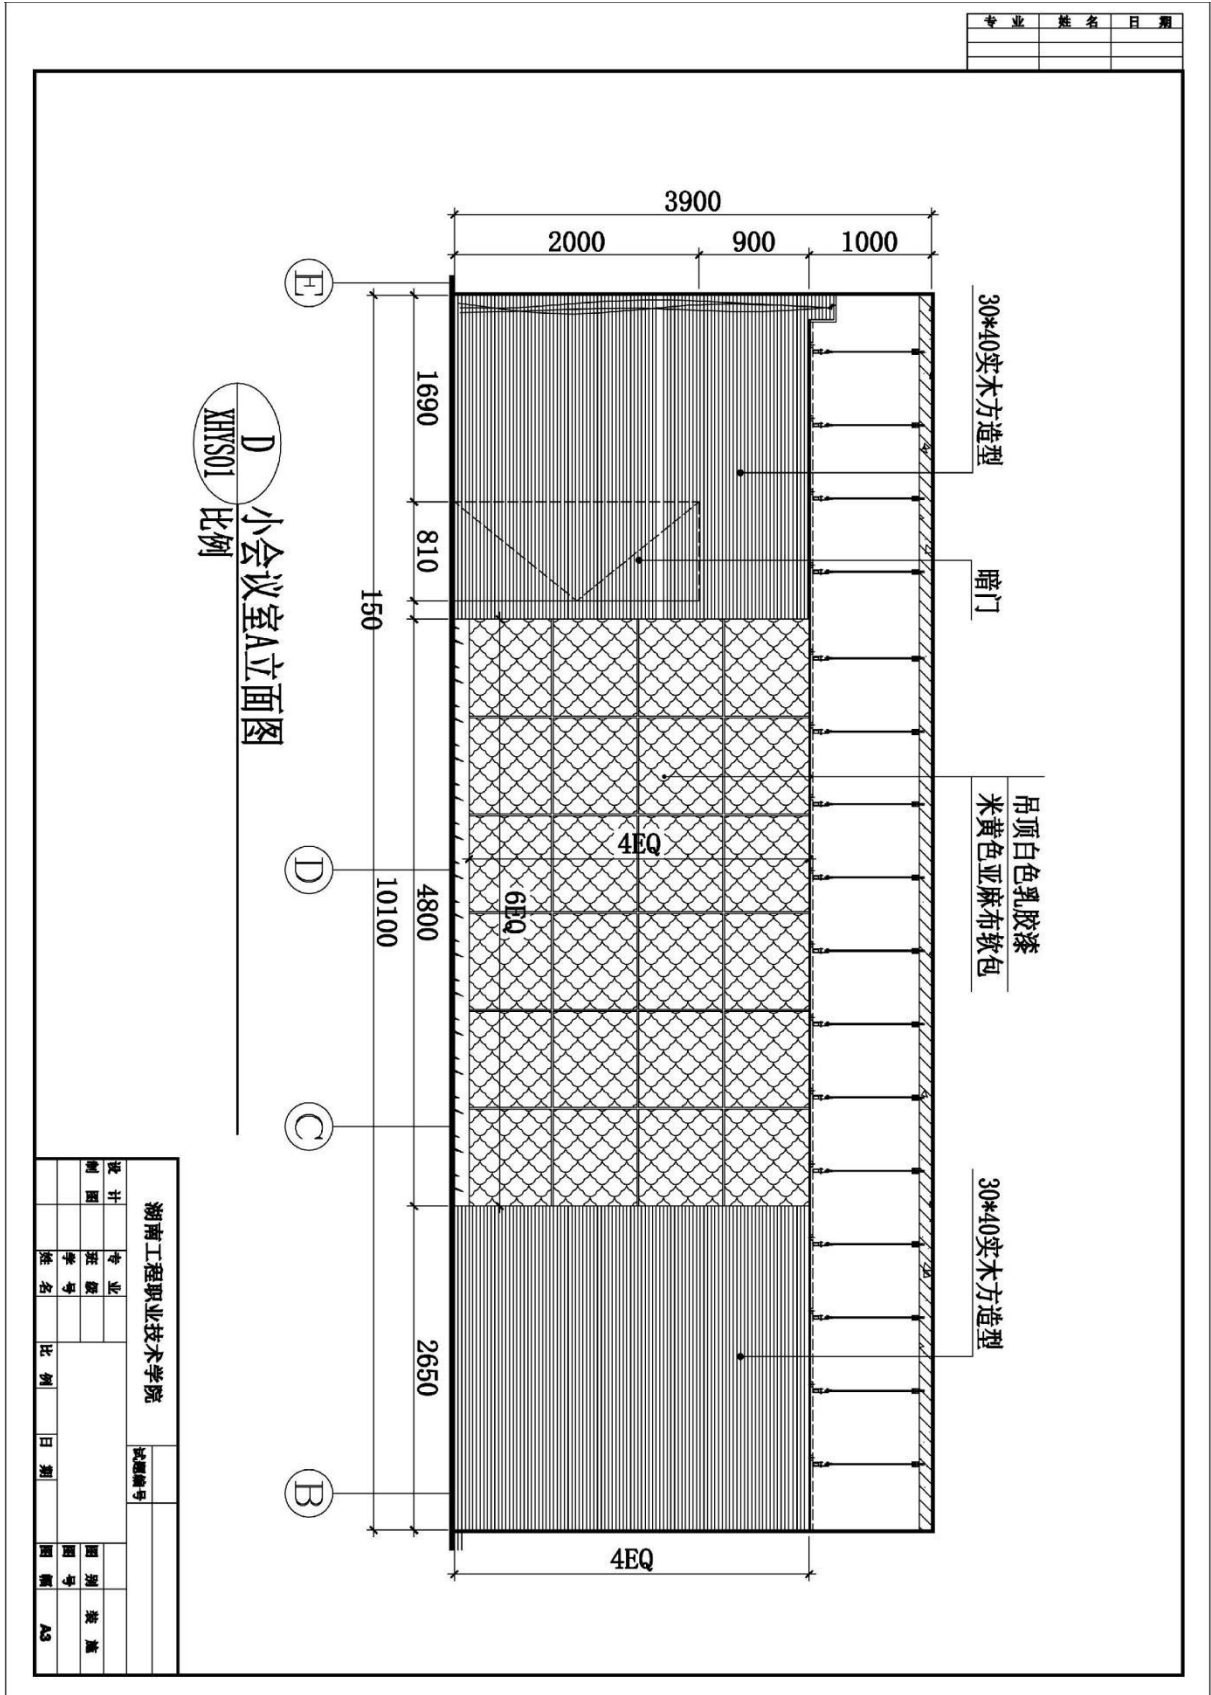 专 业 姓 名 日 期
3900
2000 900 1000
E
D
C
B
1690
810
150
4800
2650
10100
30*40实木方造型
暗门
吊顶白色乳胶漆
米黄色亚麻布软包
30*40实木方造型
4EQ
6EQ
4EQ
D
XHYS01
小会议室A立面图
比例
湖南工程职业技术学院
试题编号
设 计 专 业 图 别 装 施
制 图 班 级
学 号 图 号
姓 名 比 例 日 期 图 幅 A3